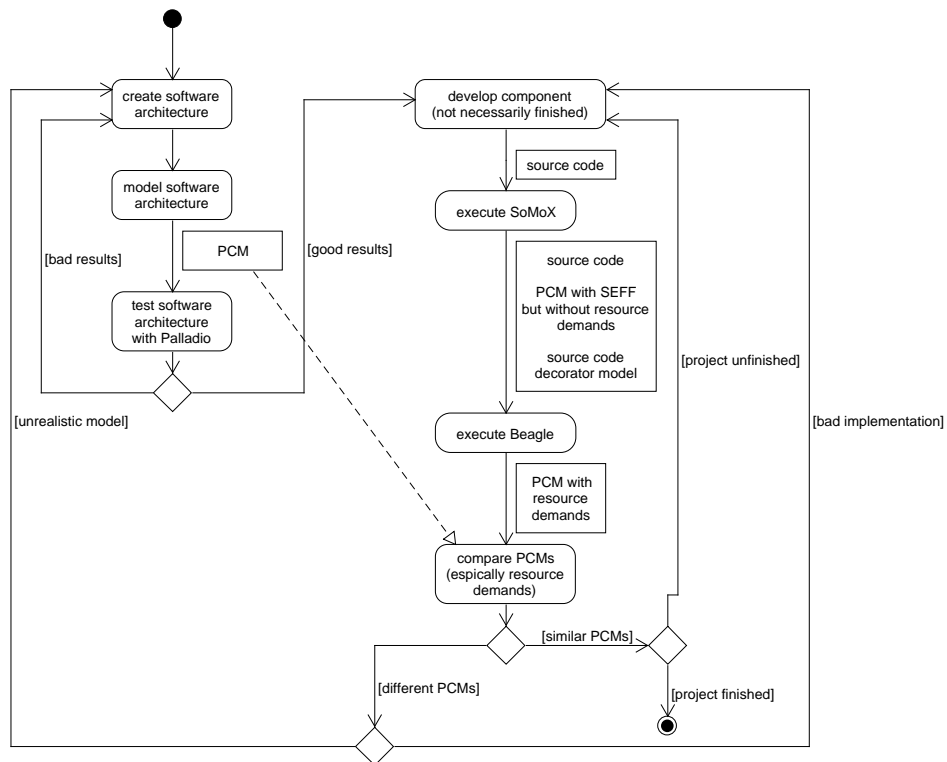 create software
architecture
model software
architecture
PCM
[bad results]
[good results]
test software
architecture
with Palladio
[unrealistic model]
develop component
(not necessarily finished)
source code
execute SoMoX
source code
PCM with SEFF
but without resource
demands
source code
decorator model
[project unfinished]
[bad implementation]
execute Beagle
PCM with
resource
demands
compare PCMs
(espically resource
demands)
[similar PCMs]
[different PCMs]
[project finished]